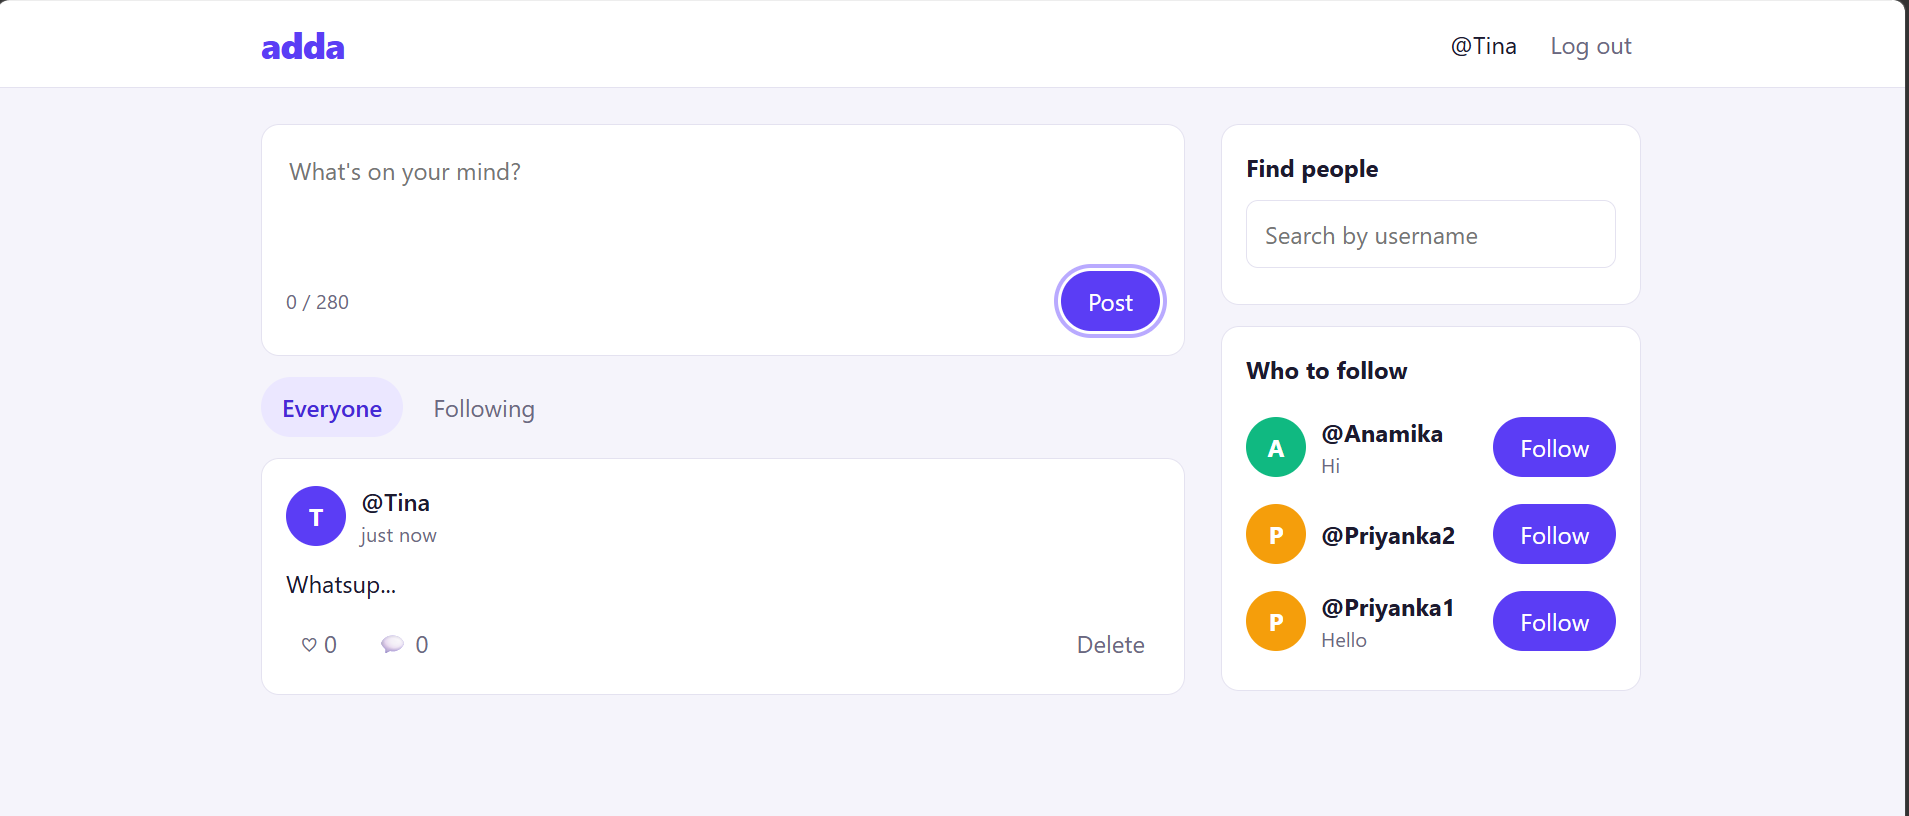 adda
@Tina Log out
What's on your mind?
0 / 280
Post
Everyone Following
T
@Tina
just now
Whatsup...
♡ 0 💬 0
Delete
Find people
Search by username
Who to follow
A
@Anamika
Hi
Follow
P
@Priyanka2
Follow
P
@Priyanka1
Hello
Follow